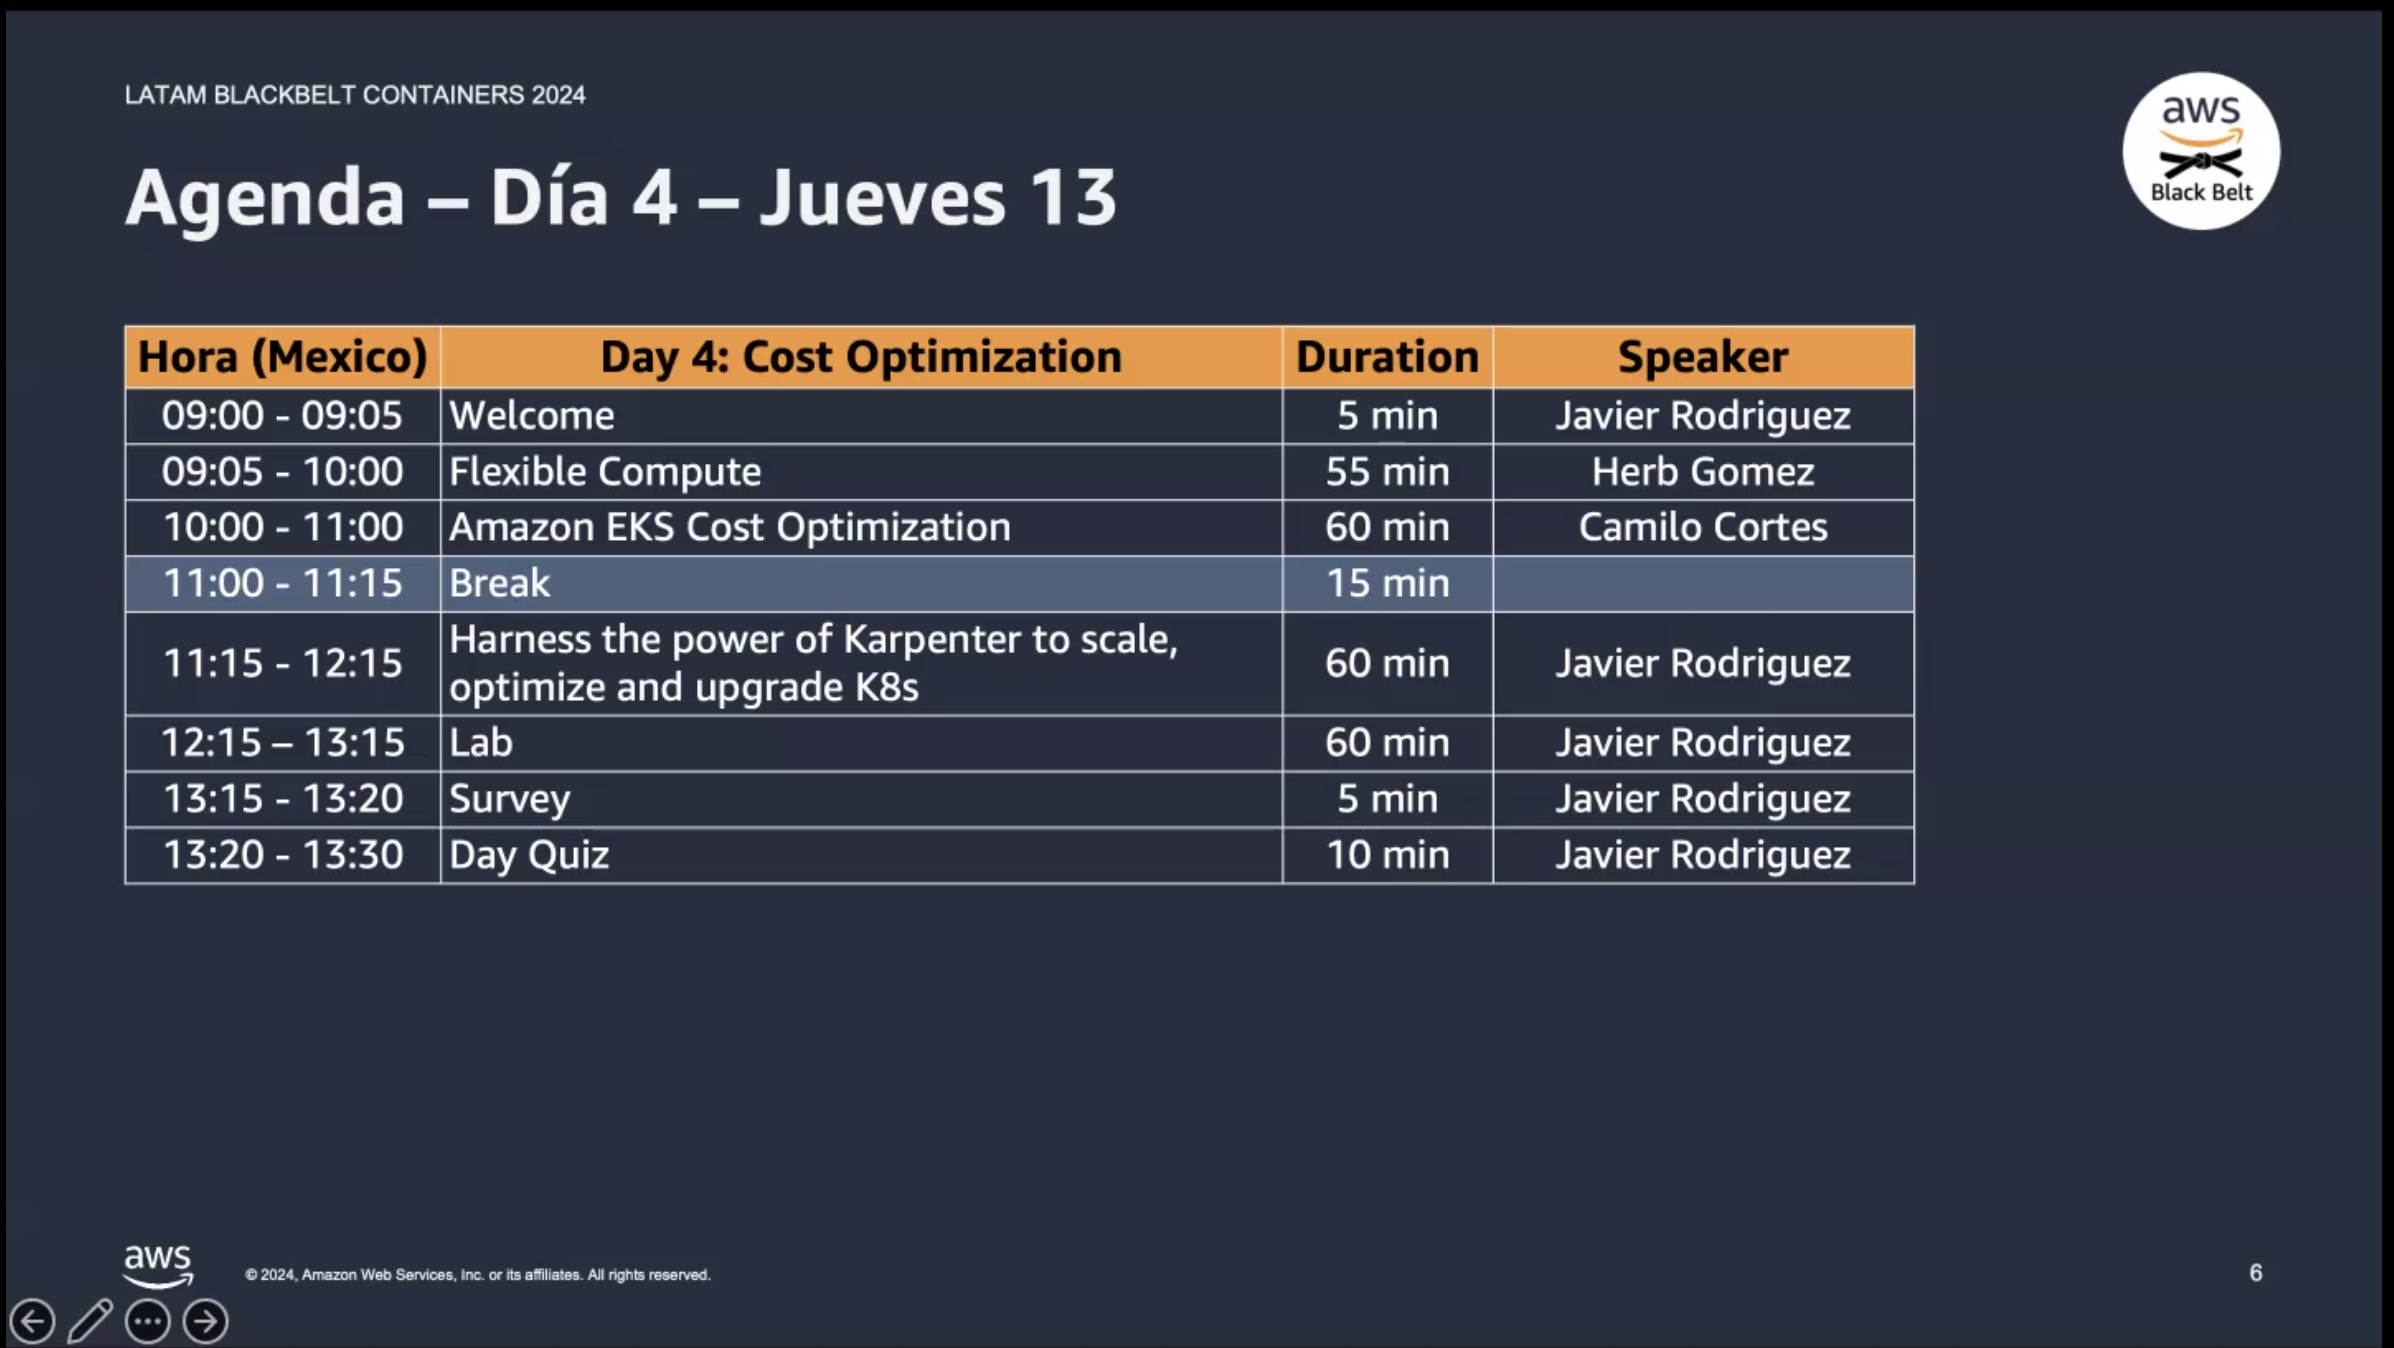 LATAM BLACKBELT CONTAINERS 2024
aws
Black Belt
Agenda – Día 4 – Jueves 13
Hora (Mexico) Day 4: Cost Optimization Duration Speaker
09:00 - 09:05 Welcome 5 min Javier Rodriguez
09:05 - 10:00 Flexible Compute 55 min Herb Gomez
10:00 - 11:00 Amazon EKS Cost Optimization 60 min Camilo Cortes
11:00 - 11:15 Break 15 min
11:15 - 12:15 Harness the power of Karpenter to scale,
optimize and upgrade K8s 60 min Javier Rodriguez
12:15 – 13:15 Lab 60 min Javier Rodriguez
13:15 - 13:20 Survey 5 min Javier Rodriguez
13:20 - 13:30 Day Quiz 10 min Javier Rodriguez
aws
© 2024, Amazon Web Services, Inc. or its affiliates. All rights reserved.
6